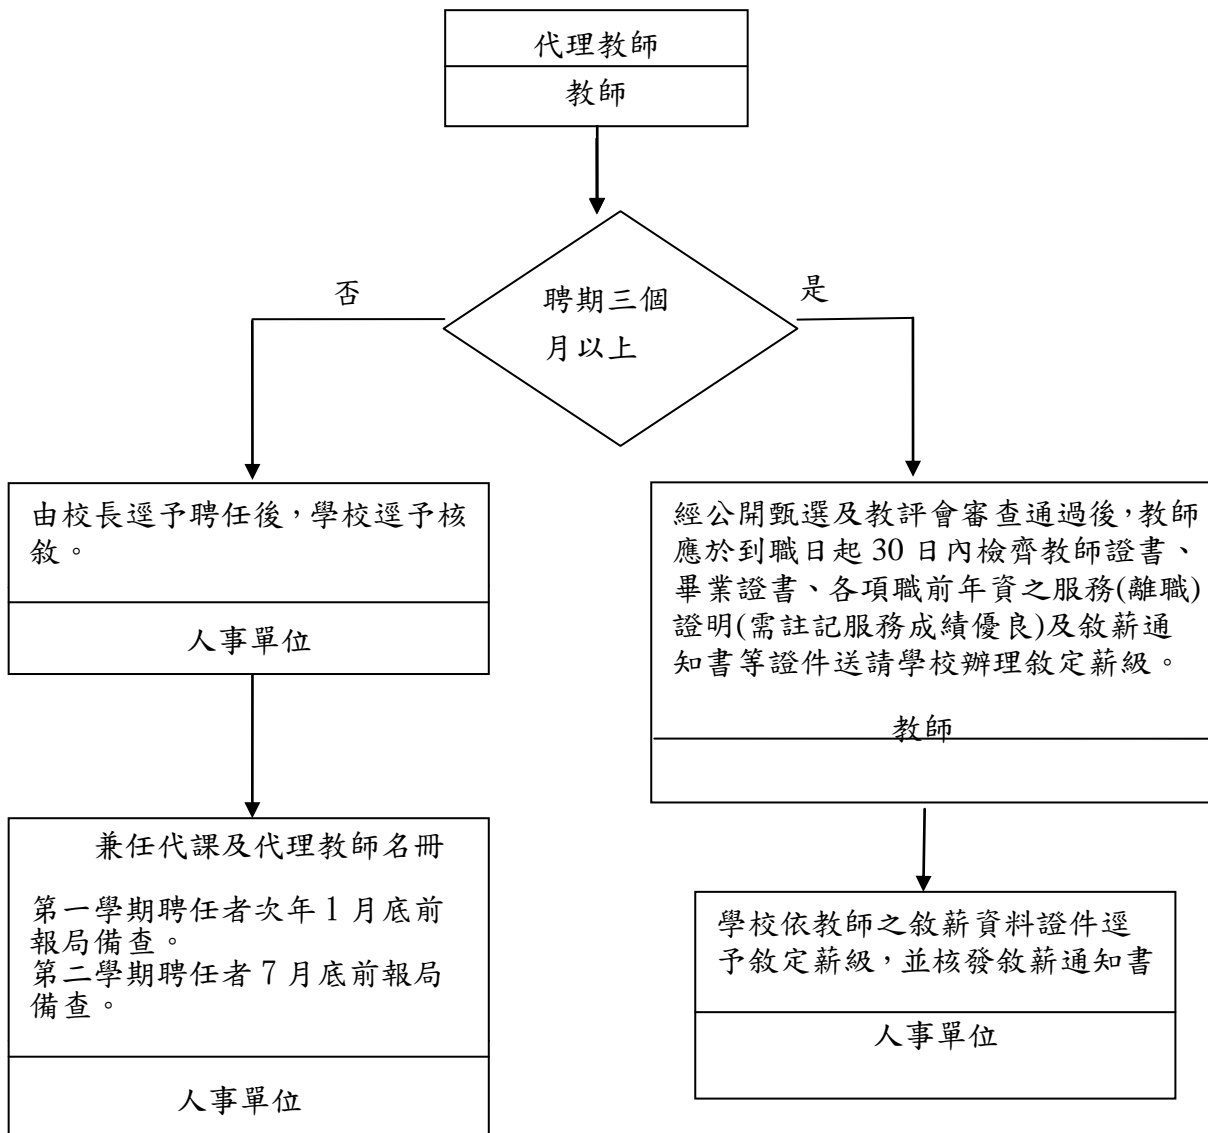 代理教師
教師
否
是
聘期三個
月以上
由校長逕予聘任後，學校逕予核
敘。
人事單位
經公開甄選及教評會審查通過後，教師
應於到職日起 30 日內檢齊教師證書、
畢業證書、各項職前年資之服務(離職)
證明(需註記服務成績優良)及敘薪通
知書等證件送請學校辦理敘定薪級。
教師
兼任代課及代理教師名冊
第一學期聘任者次年 1 月底前
報局備查。
第二學期聘任者 7 月底前報局
備查。
人事單位
學校依教師之敘薪資料證件逕
予敘定薪級，並核發敘薪通知書
人事單位